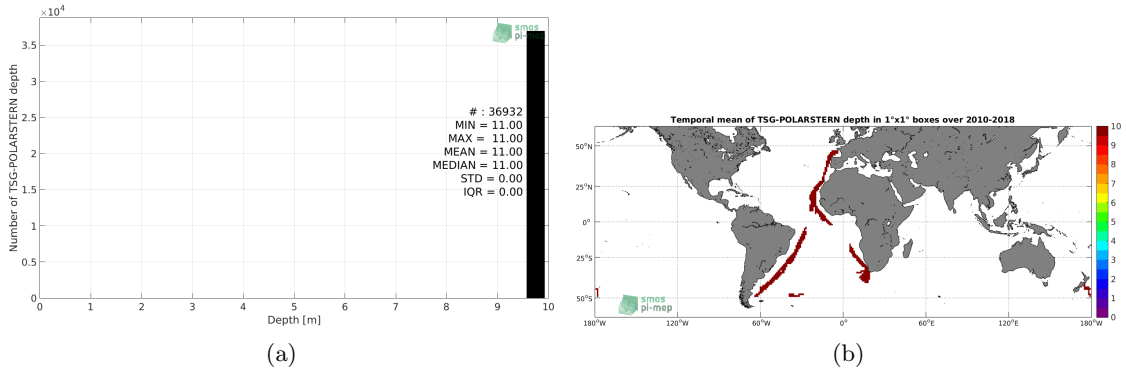 ×10⁴
Number of TSG-POLARSTERN depth
3.5
3
2.5
2
1.5
1
0.5
0
smos
pi-mep
# : 36932
MIN = 11.00
MAX = 11.00
MEAN = 11.00
MEDIAN = 11.00
STD = 0.00
IQR = 0.00
0 1 2 3 4 5 6 7 8 9 10
Depth [m]
(a)
Temporal mean of TSG-POLARSTERN depth in 1°x1° boxes over 2010-2018
50°N
25°N
0°
25°S
50°S
180°W 120°W 60°W 0° 60°E 120°E 180°W
smos
pi-mep
10
9
8
7
6
5
4
3
2
1
0
(b)